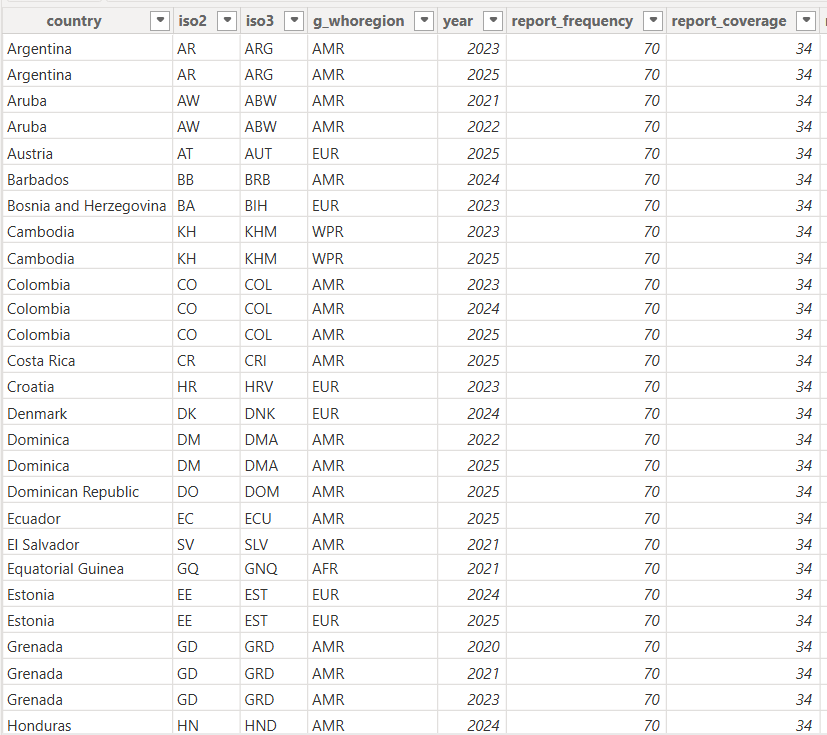 country iso2 iso3 g_whoregion year report_frequency report_coverage
Argentina AR ARG AMR 2023 70 34
Argentina AR ARG AMR 2025 70 34
Aruba AW ABW AMR 2021 70 34
Aruba AW ABW AMR 2022 70 34
Austria AT AUT EUR 2025 70 34
Barbados BB BRB AMR 2024 70 34
Bosnia and Herzegovina BA BIH EUR 2023 70 34
Cambodia KH KHM WPR 2023 70 34
Cambodia KH KHM WPR 2025 70 34
Colombia CO COL AMR 2023 70 34
Colombia CO COL AMR 2024 70 34
Colombia CO COL AMR 2025 70 34
Costa Rica CR CRI AMR 2025 70 34
Croatia HR HRV EUR 2023 70 34
Denmark DK DNK EUR 2024 70 34
Dominica DM DMA AMR 2022 70 34
Dominica DM DMA AMR 2025 70 34
Dominican Republic DO DOM AMR 2025 70 34
Ecuador EC ECU AMR 2025 70 34
El Salvador SV SLV AMR 2021 70 34
Equatorial Guinea GQ GNQ AFR 2021 70 34
Estonia EE EST EUR 2024 70 34
Estonia EE EST EUR 2025 70 34
Grenada GD GRD AMR 2020 70 34
Grenada GD GRD AMR 2021 70 34
Grenada GD GRD AMR 2023 70 34
Honduras HN HND AMR 2024 70 34